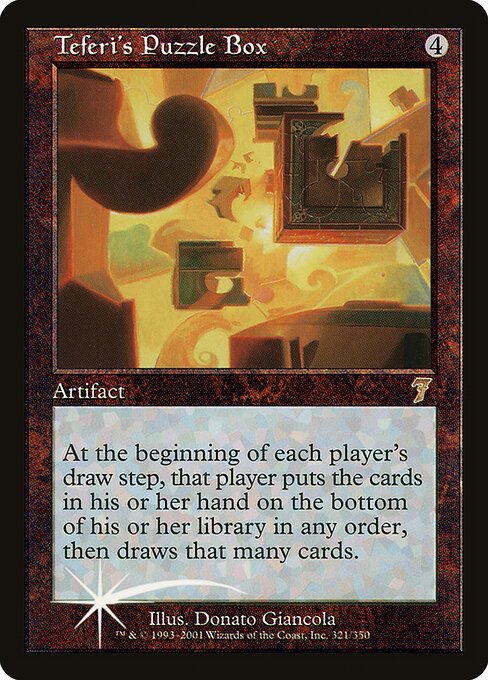 Teferi's Puzzle Box 4
Artifact
At the beginning of each player's
draw step, that player puts the cards
in his or her hand on the bottom
of his or her library in any order,
then draws that many cards.
Illus. Donato Giancola
™ & © 1993–2001 Wizards of the Coast, Inc. 321/350